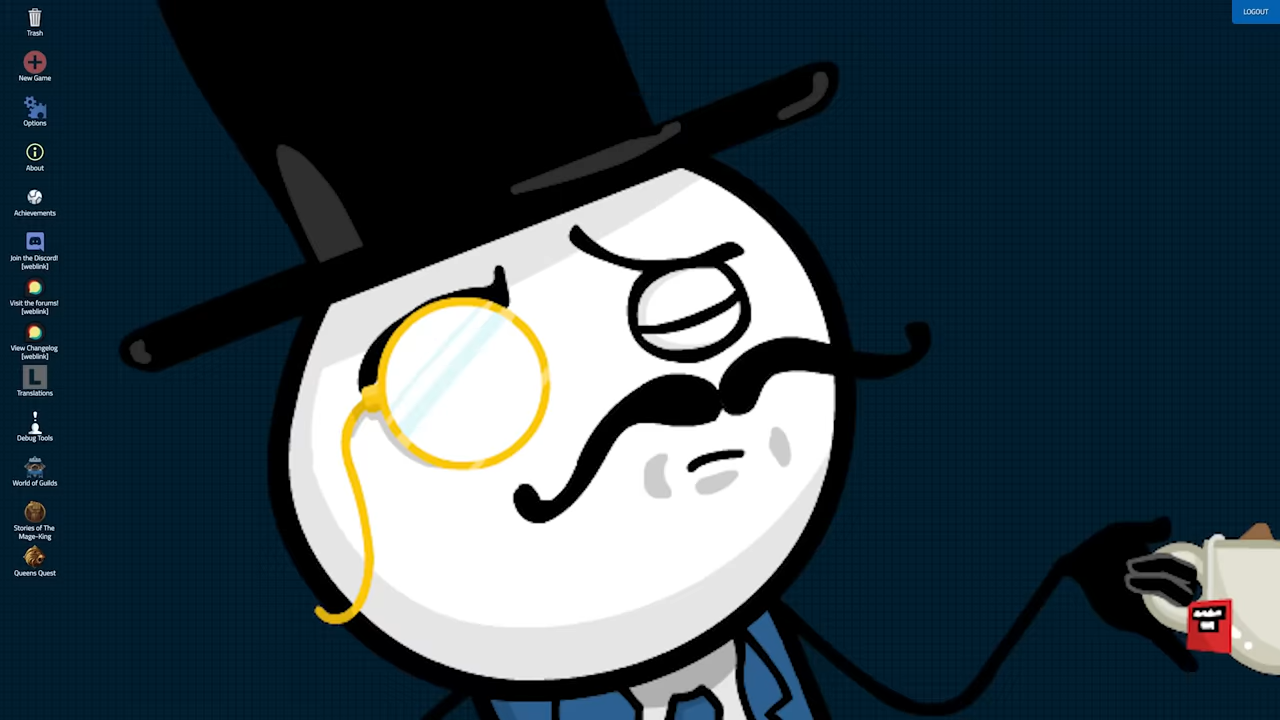 Trash
LOGOUT
New Game
Options
About
Achievements
Join the Discord!
[weblink]
Visit the forums!
[weblink]
View Changelog
[weblink]
L
Translations
Debug Tools
World of Guilds
Stories of The
Mage-King
Queens Quest